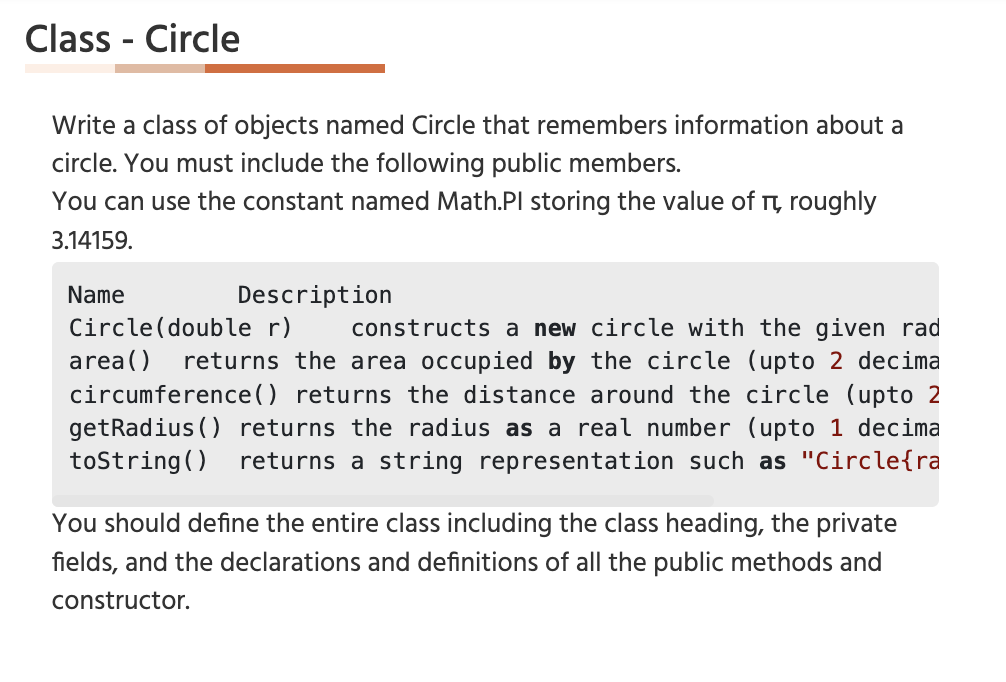 Class - Circle
Write a class of objects named Circle that remembers information about a
circle. You must include the following public members.
You can use the constant named Math.PI storing the value of π, roughly
3.14159.
Name        Description
Circle(double r)    constructs a new circle with the given rad
area()  returns the area occupied by the circle (upto 2 decima
circumference() returns the distance around the circle (upto 2
getRadius() returns the radius as a real number (upto 1 decima
toString()  returns a string representation such as "Circle{ra
You should define the entire class including the class heading, the private
fields, and the declarations and definitions of all the public methods and
constructor.